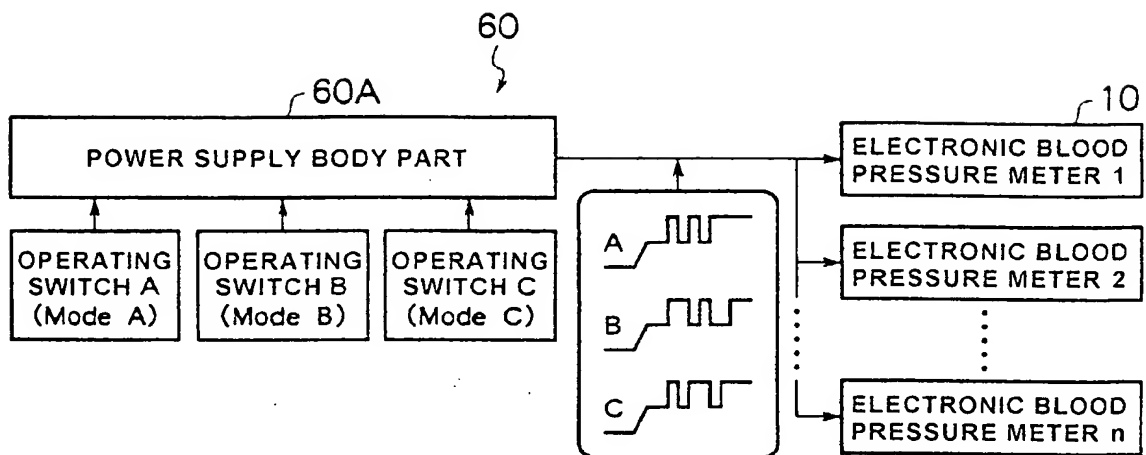 60
60A
10
POWER SUPPLY BODY PART
ELECTRONIC BLOOD
PRESSURE METER 1
OPERATING
SWITCH A
(Mode A)
OPERATING
SWITCH B
(Mode B)
OPERATING
SWITCH C
(Mode C)
A
B
C
ELECTRONIC BLOOD
PRESSURE METER 2
ELECTRONIC BLOOD
PRESSURE METER n